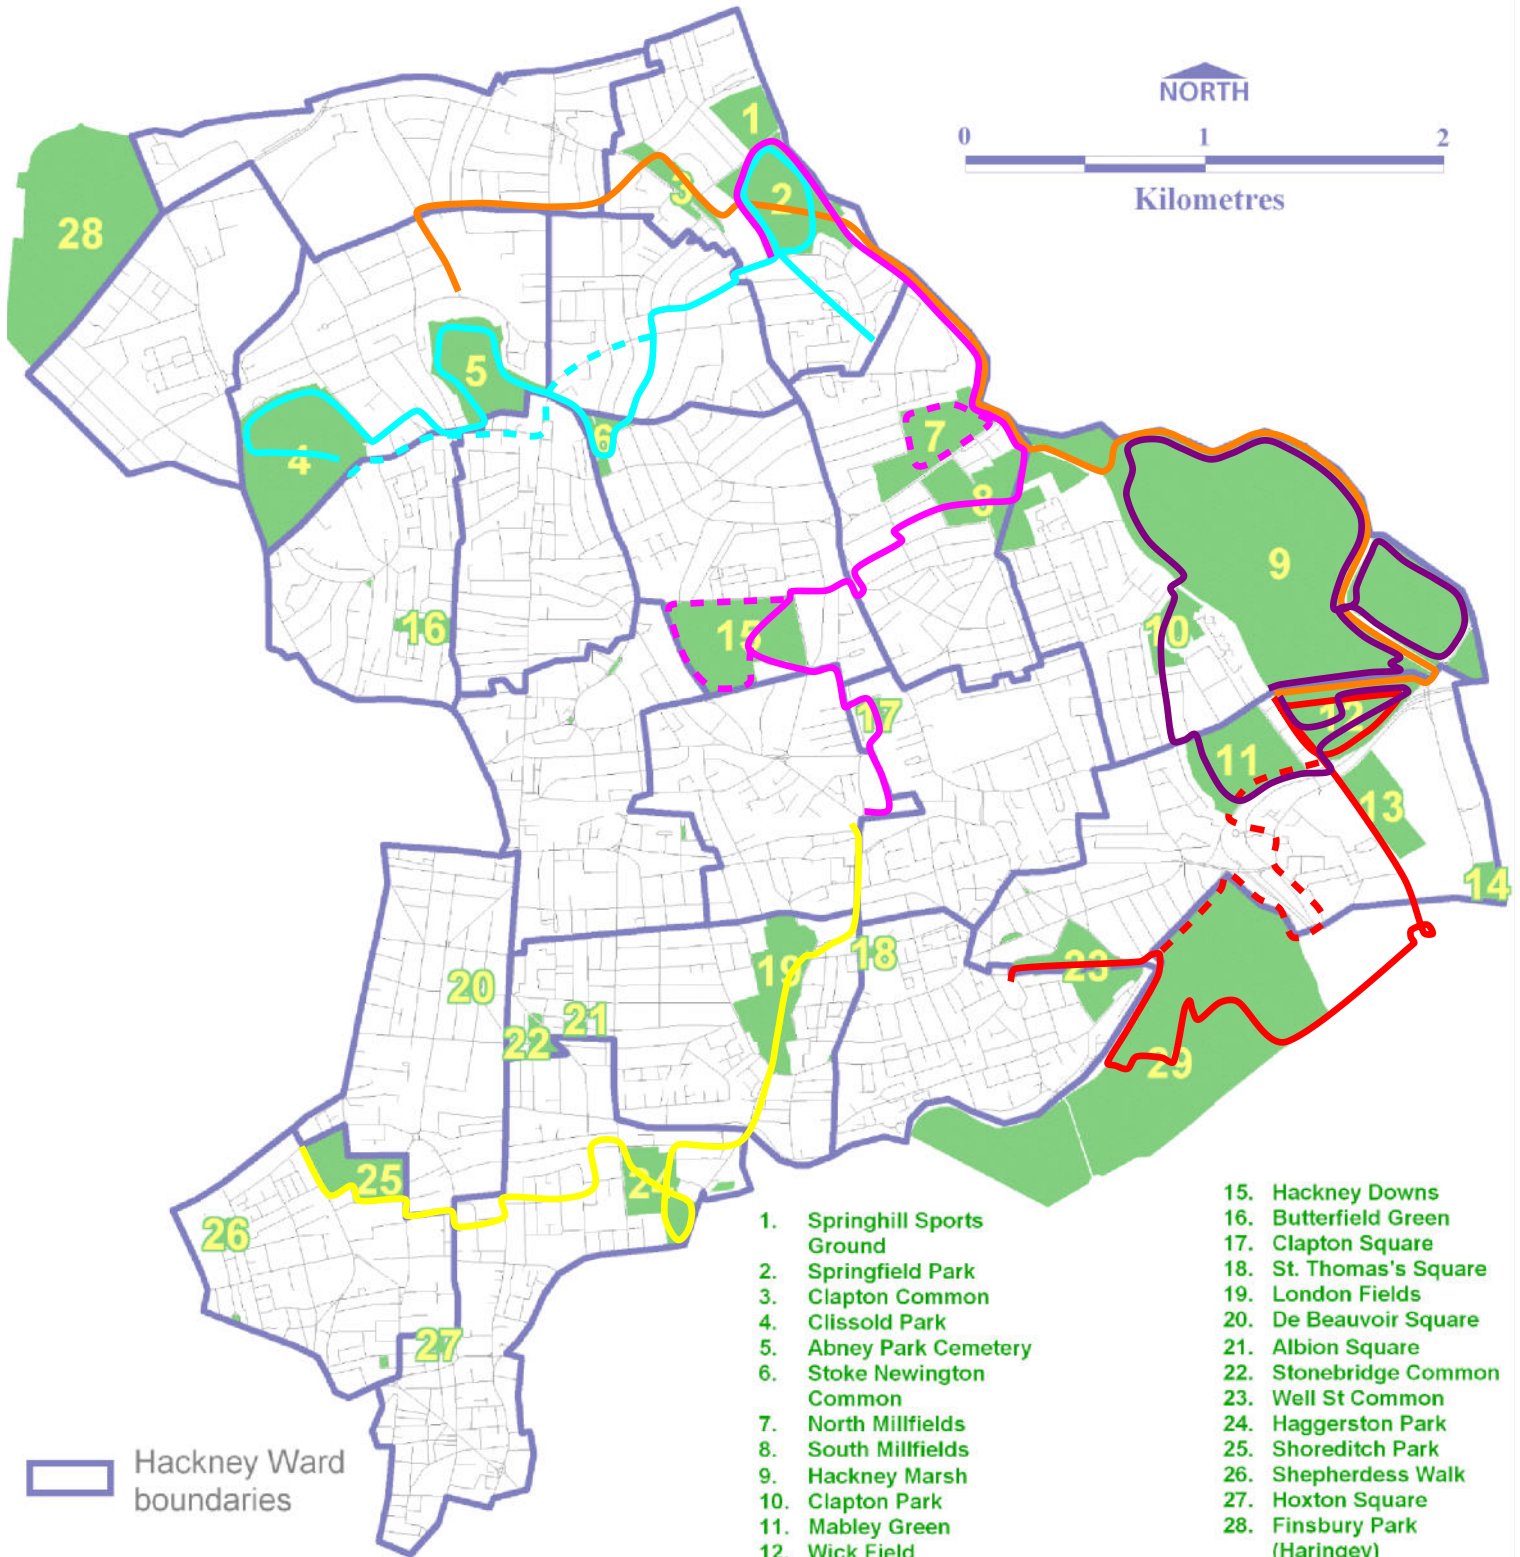 NORTH
0 1 2
Kilometres
1
2
3
28
5
4
6
7
8
9
16
15
10
17
12
11
13
14
18
19
23
20
21
22
29
24
25
26
27
Hackney Ward
boundaries
1. Springhill Sports
Ground
2. Springfield Park
3. Clapton Common
4. Clissold Park
5. Abney Park Cemetery
6. Stoke Newington
Common
7. North Millfields
8. South Millfields
9. Hackney Marsh
10. Clapton Park
11. Mabley Green
12. Wick Field
15. Hackney Downs
16. Butterfield Green
17. Clapton Square
18. St. Thomas's Square
19. London Fields
20. De Beauvoir Square
21. Albion Square
22. Stonebridge Common
23. Well St Common
24. Haggerston Park
25. Shoreditch Park
26. Shepherdess Walk
27. Hoxton Square
28. Finsbury Park
(Haringey)